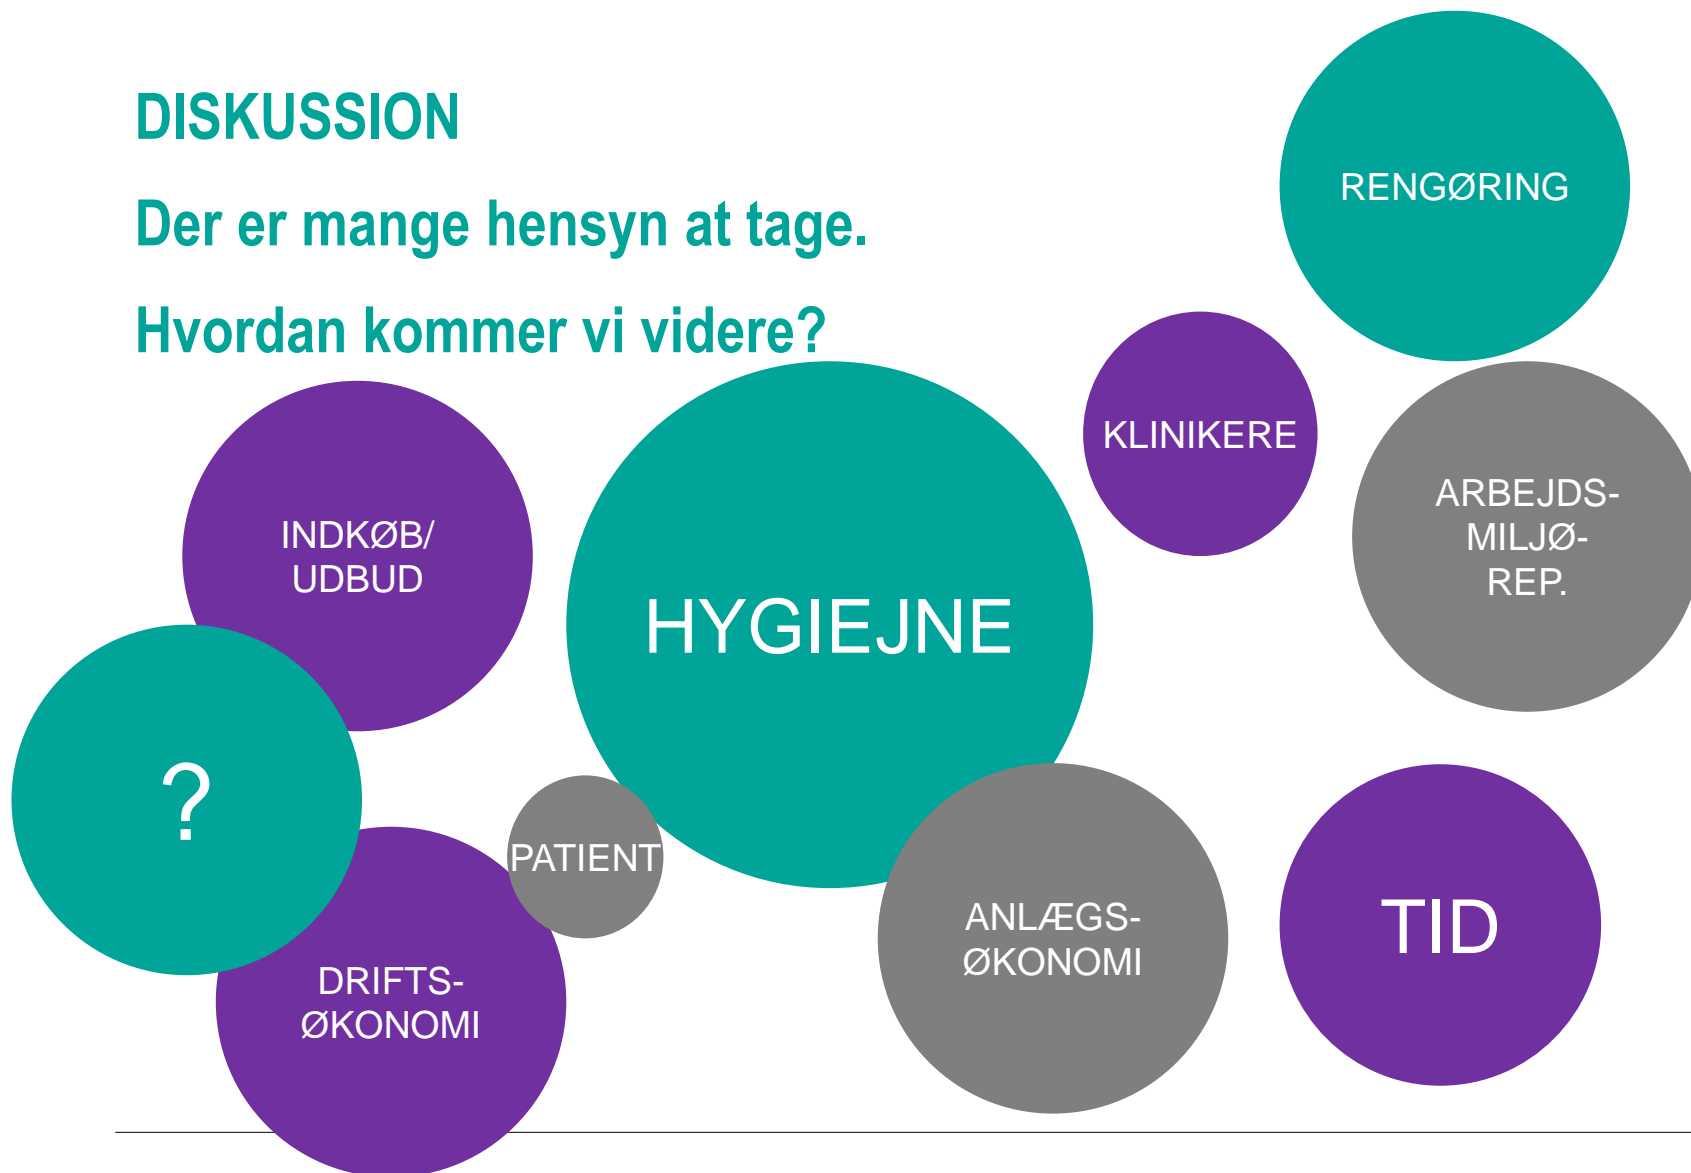 DISKUSSION
Der er mange hensyn at tage.
Hvordan kommer vi videre?
RENGØRING
KLINIKERE
ARBEJDS-
MILJØ-
REP.
INDKØB/
UDBUD
HYGIEJNE
?
PATIENT
DRIFTS-
ØKONOMI
ANLÆGS-
ØKONOMI
TID